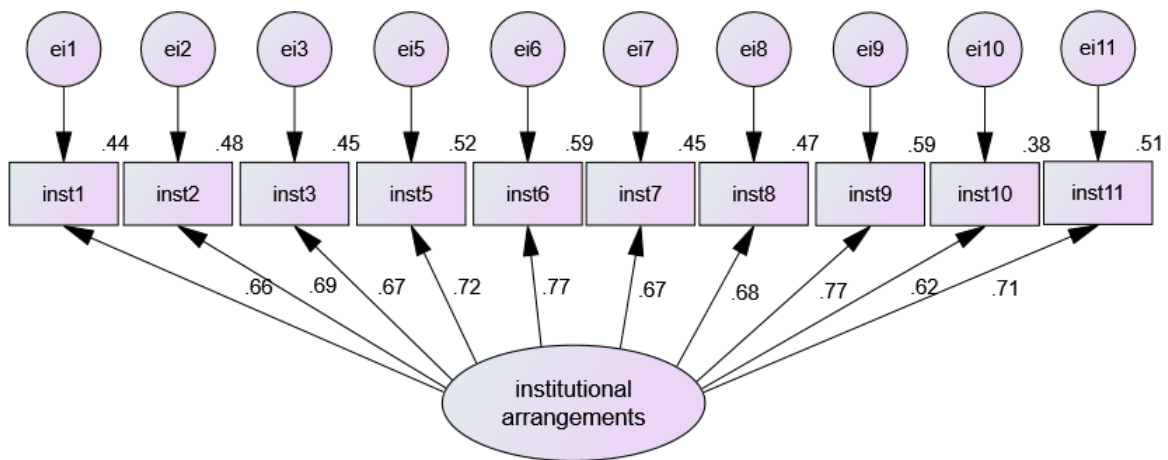 ei1 ei2 ei3 ei5 ei6 ei7 ei8 ei9 ei10 ei11
.44 .48 .45 .52 .59 .45 .47 .59 .38 .51
inst1 inst2 inst3 inst5 inst6 inst7 inst8 inst9 inst10 inst11
.66 .69 .67 .72 .77 .67 .68 .77 .62 .71
institutional
arrangements